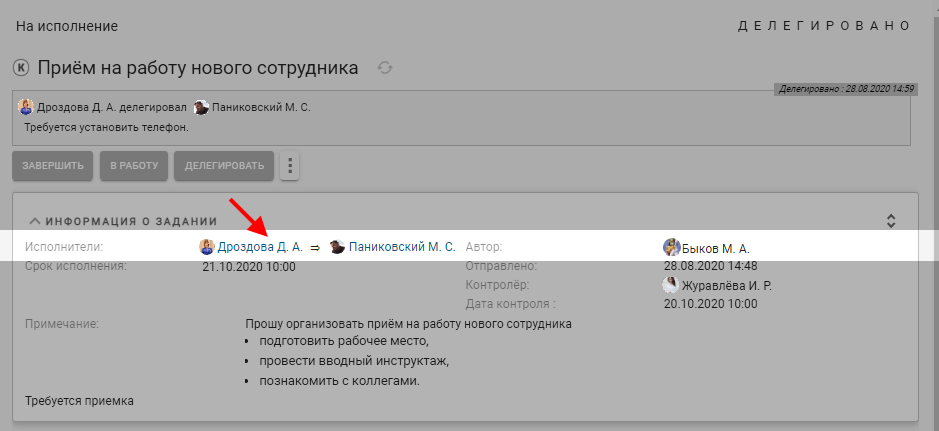 На исполнение
ДЕЛЕГИРОВАНО
К Приём на работу нового сотрудника
Делегировано : 28.08.2020 14:59
Дроздова Д. А. делегировал Паниковский М. С.
Требуется установить телефон.
ЗАВЕРШИТЬ В РАБОТУ ДЕЛЕГИРОВАТЬ
ИНФОРМАЦИЯ О ЗАДАНИИ
Исполнители: Дроздова Д. А. ⇒ Паниковский М. С. Автор: Быков М. А.
Срок исполнения: 21.10.2020 10:00 Отправлено: 28.08.2020 14:48
Контролёр: Журавлёва И. Р.
Дата контроля : 20.10.2020 10:00
Примечание: Прошу организовать приём на работу нового сотрудника
• подготовить рабочее место,
• провести вводный инструктаж,
• познакомить с коллегами.
Требуется приемка